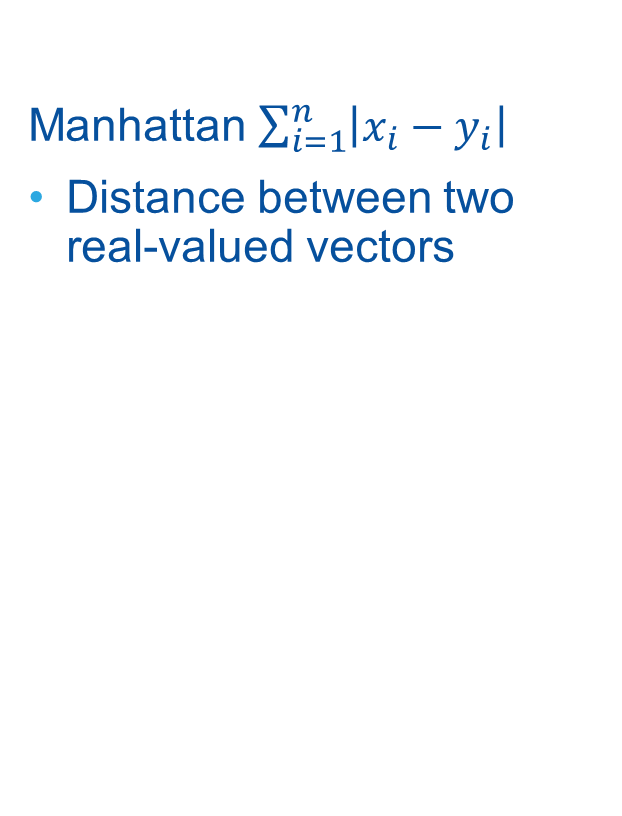 Manhattan ∑ⁿᵢ₌₁|xᵢ − yᵢ|
• Distance between two
real-valued vectors